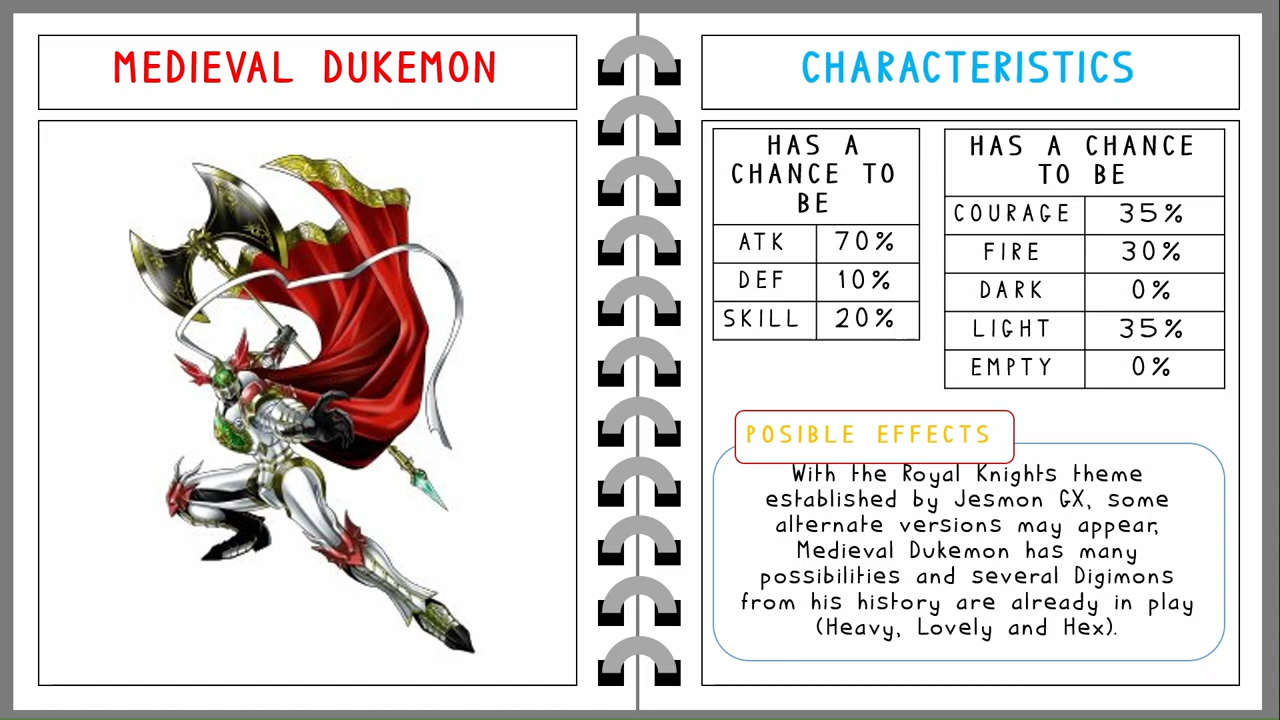 MEDIEVAL DUKEMON
CHARACTERISTICS
HAS A
CHANCE TO
BE
ATK 70%
DEF 10%
SKILL 20%
HAS A CHANCE
TO BE
COURAGE 35%
FIRE 30%
DARK 0%
LIGHT 35%
EMPTY 0%
POSIBLE EFFECTS
With the Royal Knights theme
established by Jesmon GX, some
alternate versions may appear,
Medieval Dukemon has many
possibilities and several Digimons
from his history are already in play
(Heavy, Lovely and Hex).